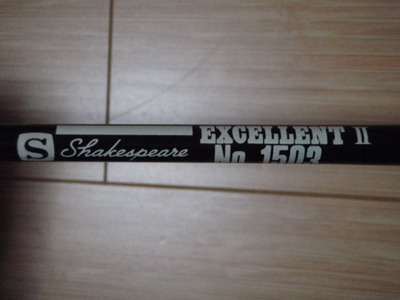 S Shakespeare EXCELLENT II
No. 1503